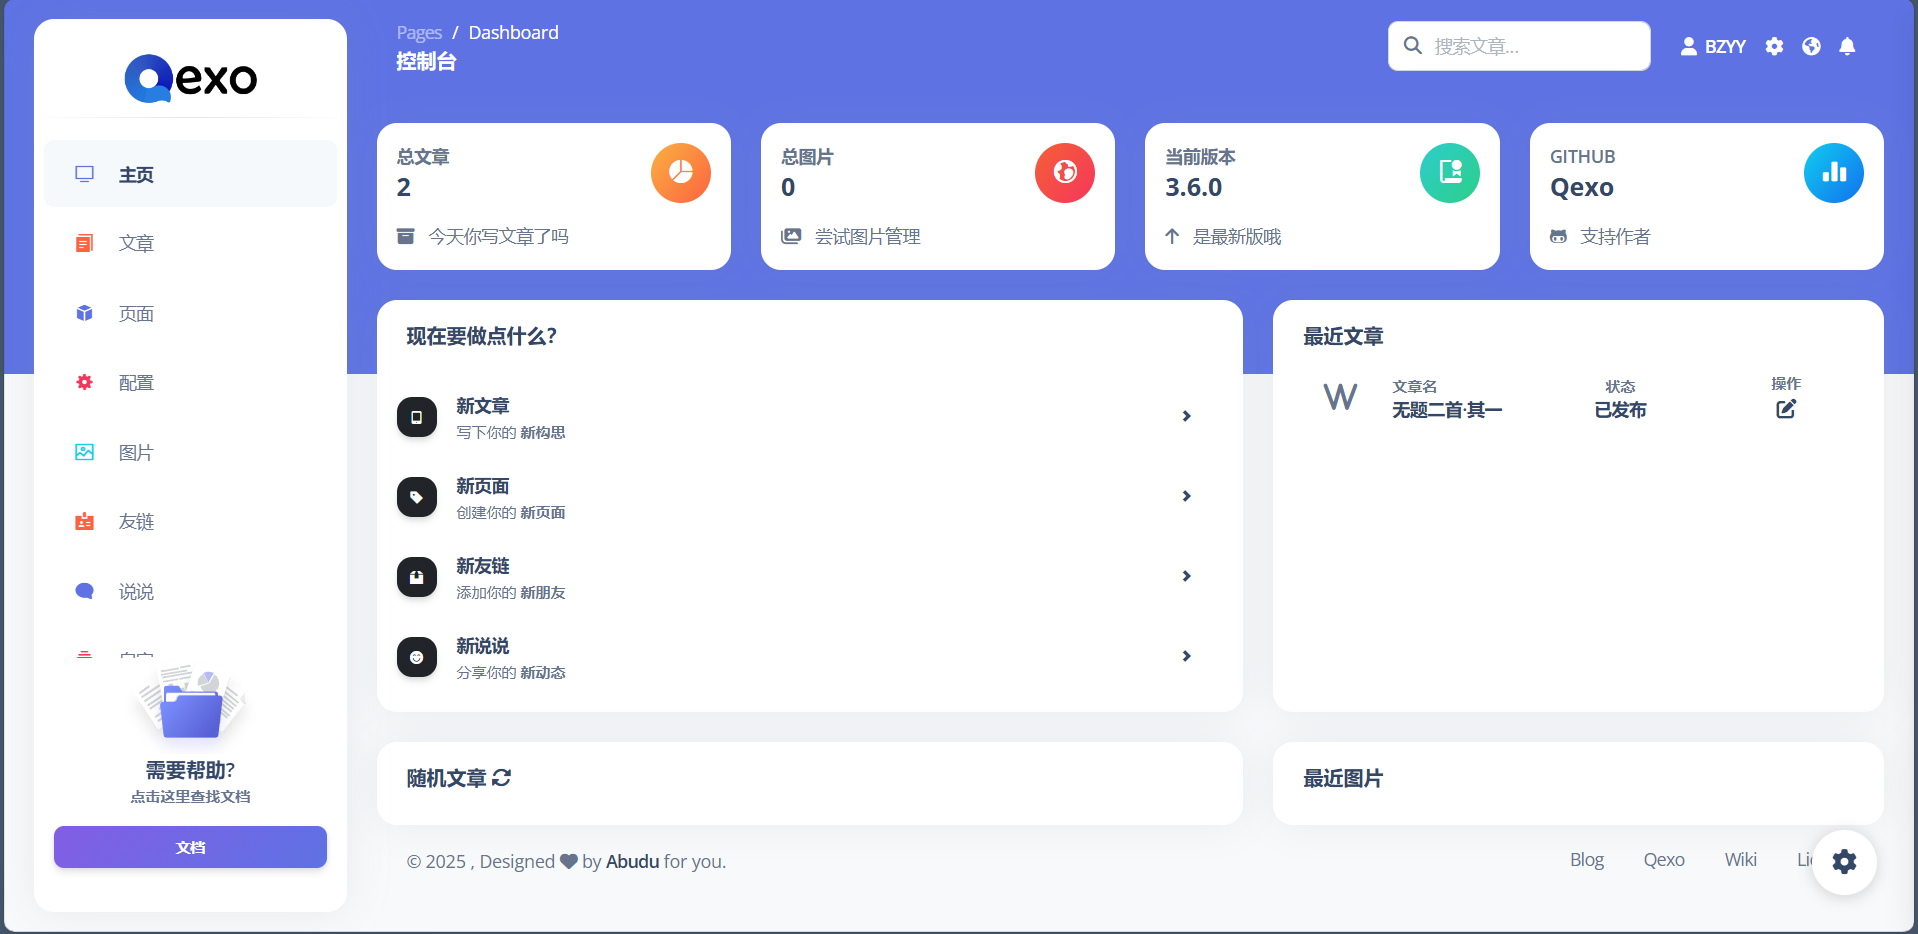 Qexo
主页
文章
页面
配置
图片
友链
说说
需要帮助?
点击这里查找文档
文档
Pages / Dashboard
控制台
搜索文章...
BZYY
总文章
2
今天你写文章了吗
总图片
0
尝试图片管理
当前版本
3.6.0
是最新版哦
GITHUB
Qexo
支持作者
现在要做点什么?
新文章
写下你的 新构思
新页面
创建你的 新页面
新友链
添加你的 新朋友
新说说
分享你的 新动态
最近文章
W
文章名
无题二首·其一
状态
已发布
操作
随机文章
最近图片
© 2025 , Designed by Abudu for you.
Blog Qexo Wiki